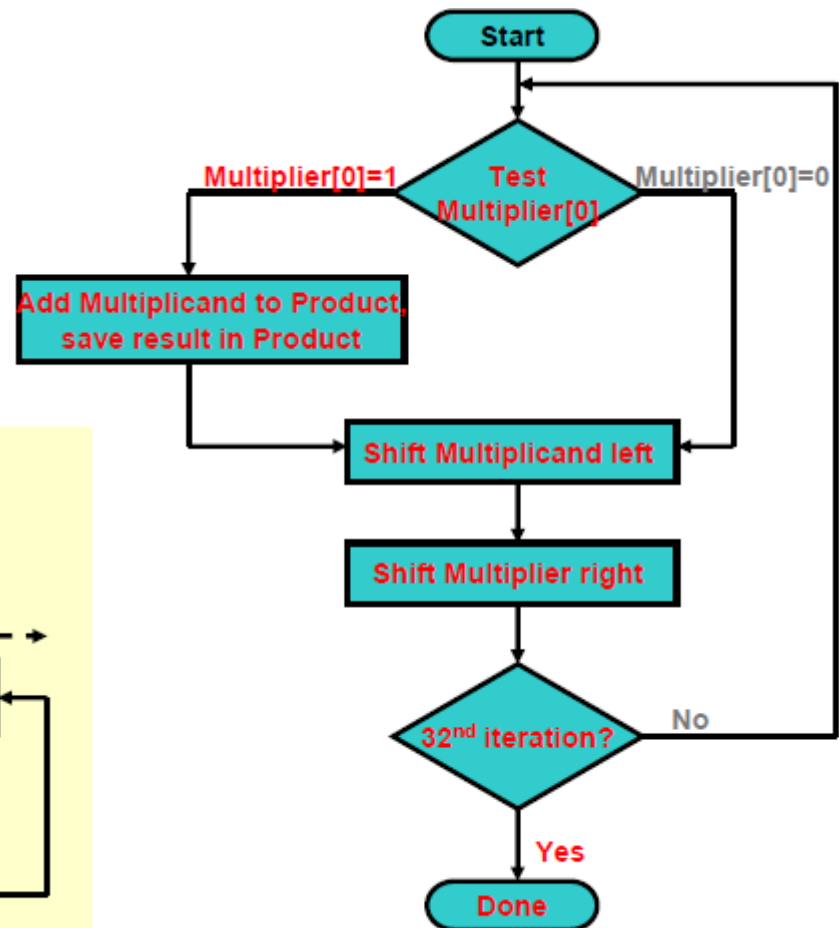 Start
Multiplier[0]=1
Test
Multiplier[0]
Multiplier[0]=0
Add Multiplicand to Product,
save result in Product
Shift Multiplicand left
Shift Multiplier right
32nd iteration?
No
Yes
Done